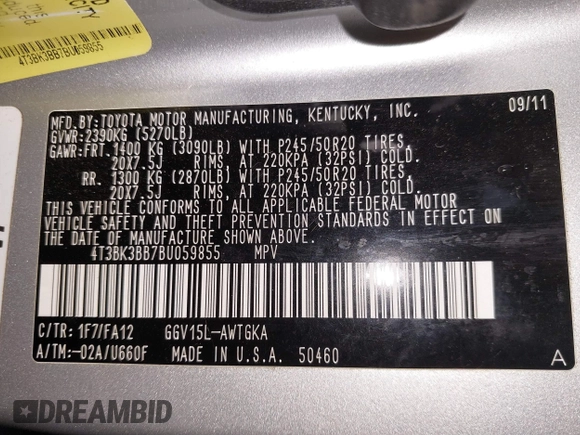 4T3BK3BB7BU059855
MFD.BY:TOYOTA MOTOR MANUFACTURING, KENTUCKY, INC.
09/11
GVWR:2390KG (5270LB)
GAWR:FRT.1400 KG (3090LB) WITH P245/50R20 TIRES,
20X7.5J RIMS, AT 220KPA (32PSI) COLD.
RR. 1300 KG (2870LB) WITH P245/50R20 TIRES,
20X7.5J RIMS, AT 220KPA (32PSI) COLD.
THIS VEHICLE CONFORMS TO ALL APPLICABLE FEDERAL MOTOR
VEHICLE SAFETY AND THEFT PREVENTION STANDARDS IN EFFECT ON
THE DATE OF MANUFACTURE SHOWN ABOVE.
4T3BK3BB7BU059855 MPV
C/TR: 1F7/FA12 GGV15L-AWTGKA
A/TM:-02A/U660F MADE IN U.S.A. 50460
A
DREAMBID